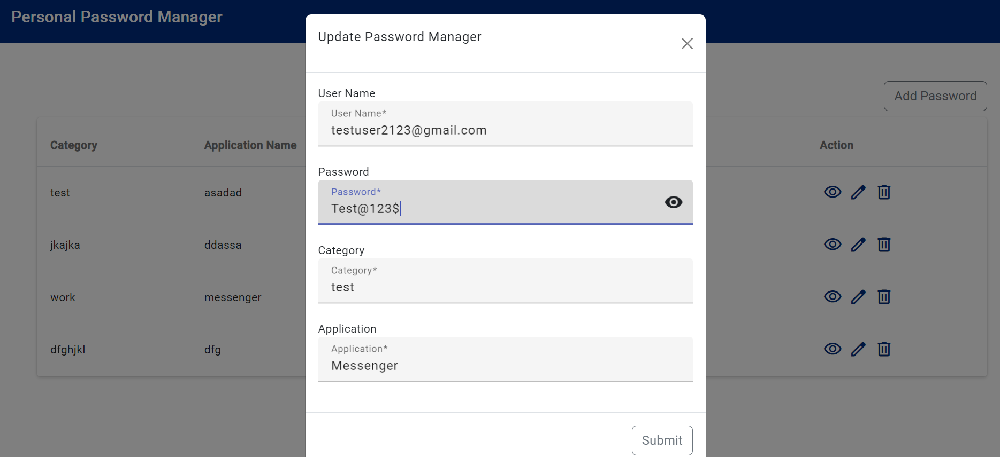 Personal Password Manager
Update Password Manager
Add Password
User Name
User Name*
testuser2123@gmail.com
Password
Password*
Test@123$
Category
Category*
test
Application
Application*
Messenger
Submit
Category Application Name Action
test asadad
jkajka ddassa
work messenger
dfghjkl dfg